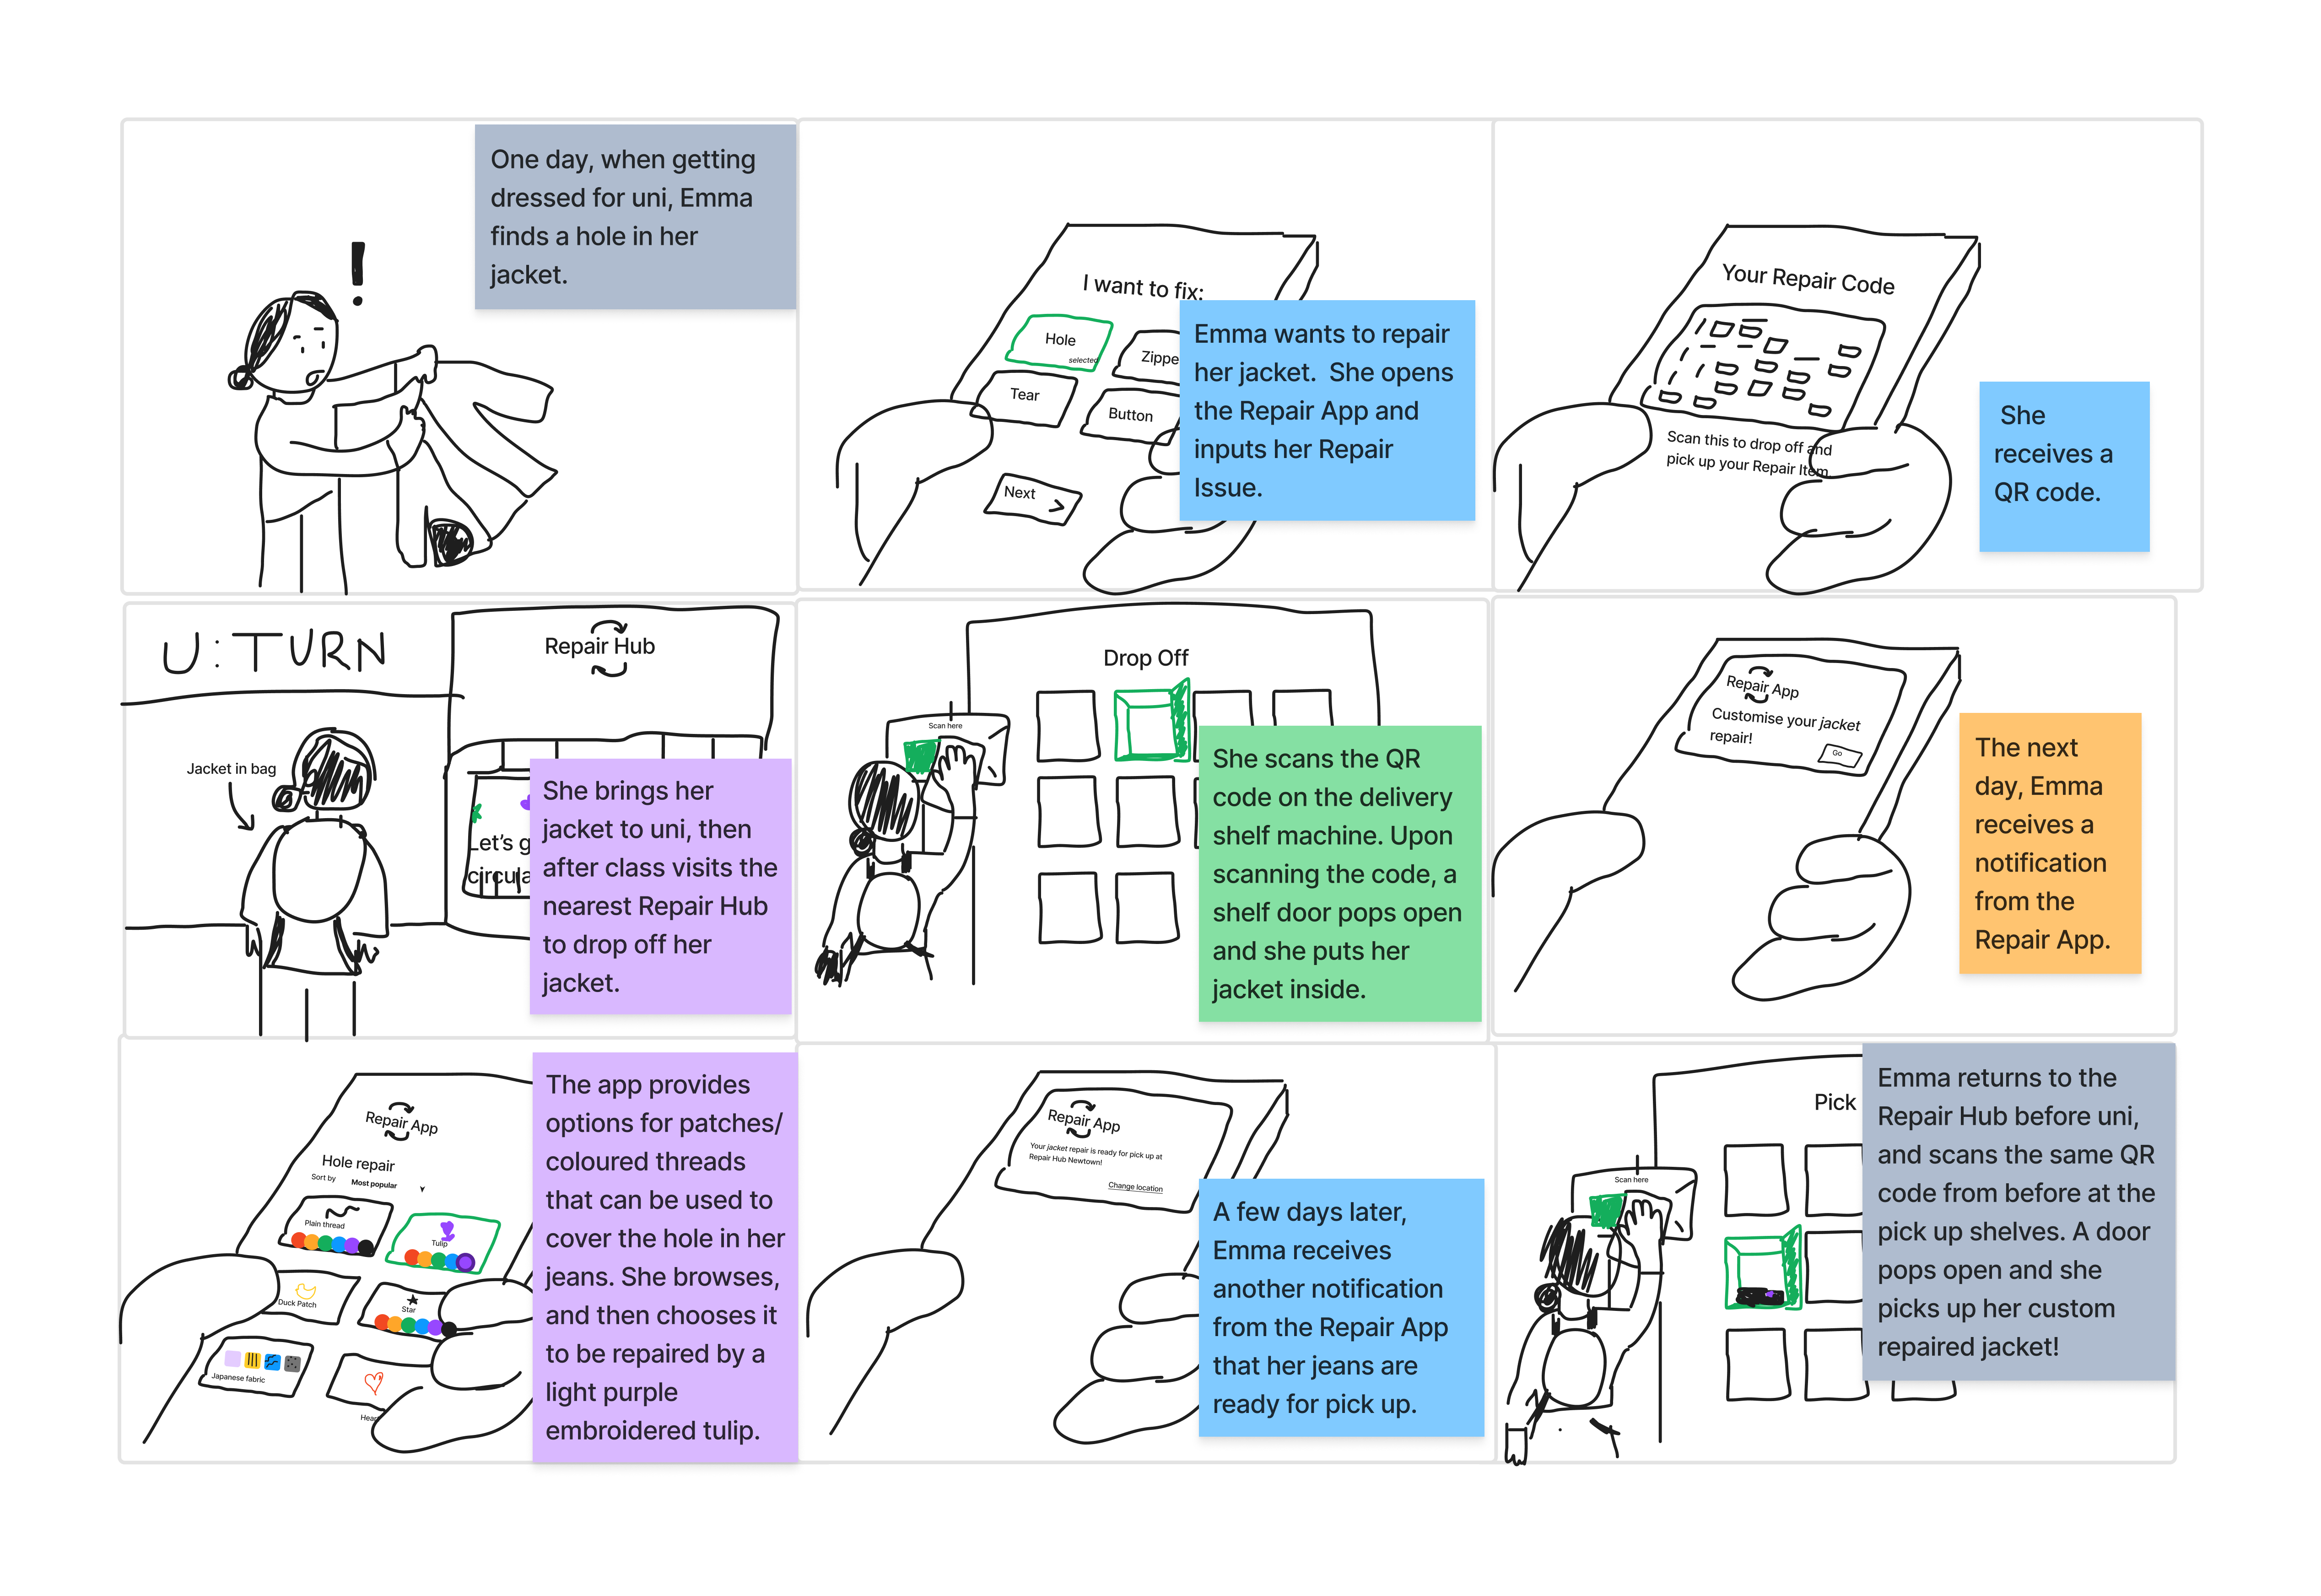 One day, when getting
dressed for uni, Emma
finds a hole in her
jacket.
!
I want to fix:
Hole
selected
Zippe
Tear
Button
Next
Emma wants to repair
her jacket. She opens
the Repair App and
inputs her Repair
Issue.
Your Repair Code
Scan this to drop off and
pick up your Repair Item
She
receives a
QR code.
U:TURN
Repair Hub
Jacket in bag
Let's g
circula
She brings her
jacket to uni, then
after class visits the
nearest Repair Hub
to drop off her
jacket.
Drop Off
Scan here
She scans the QR
code on the delivery
shelf machine. Upon
scanning the code, a
shelf door pops open
and she puts her
jacket inside.
Repair App
Customise your jacket
repair!
Go
The next
day, Emma
receives a
notification
from the
Repair App.
Repair App
Hole repair
Sort by Most popular
Plain thread
Tulip
Duck Patch
Star
Japanese fabric
Hear
The app provides
options for patches/
coloured threads
that can be used to
cover the hole in her
jeans. She browses,
and then chooses it
to be repaired by a
light purple
embroidered tulip.
Repair App
Your jacket repair is ready for pick up at
Repair Hub Newtown!
Change location
A few days later,
Emma receives
another notification
from the Repair App
that her jeans are
ready for pick up.
Pick
Scan here
Emma returns to the
Repair Hub before uni,
and scans the same QR
code from before at the
pick up shelves. A door
pops open and she
picks up her custom
repaired jacket!